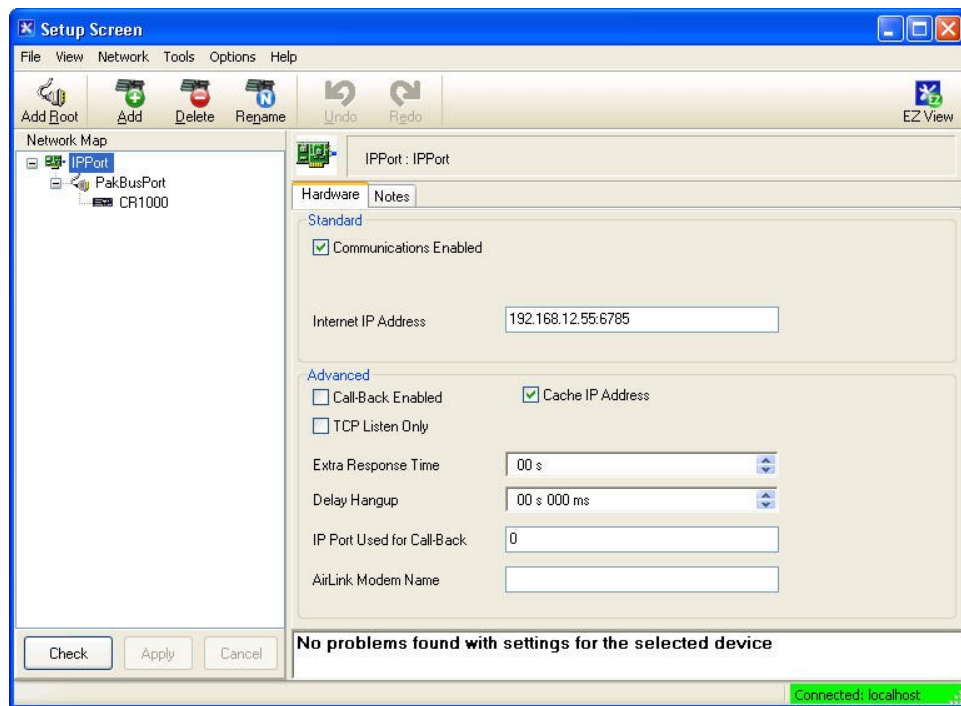 Setup Screen
File View Network Tools Options Help
Add Root Add Delete Rename Undo Redo EZ View
Network Map
IPPort
PakBusPort
CR1000
IPPort : IPPort
Hardware Notes
Standard
Communications Enabled
Internet IP Address 192.168.12.55:6785
Advanced
Call-Back Enabled Cache IP Address
TCP Listen Only
Extra Response Time 00 s
Delay Hangup 00 s 000 ms
IP Port Used for Call-Back 0
AirLink Modem Name
Check Apply Cancel
No problems found with settings for the selected device
Connected: localhost